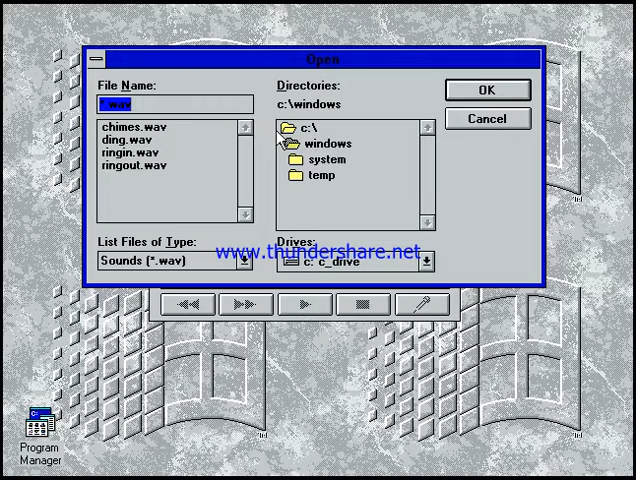 Open
File Name:
*.wav
chimes.wav
ding.wav
ringin.wav
ringout.wav
List Files of Type:
Sounds (*.wav)
Directories:
c:\windows
c:\
windows
system
temp
Drives:
c: c_drive
OK
Cancel
www.thundershare.net
C:
Program
Manager